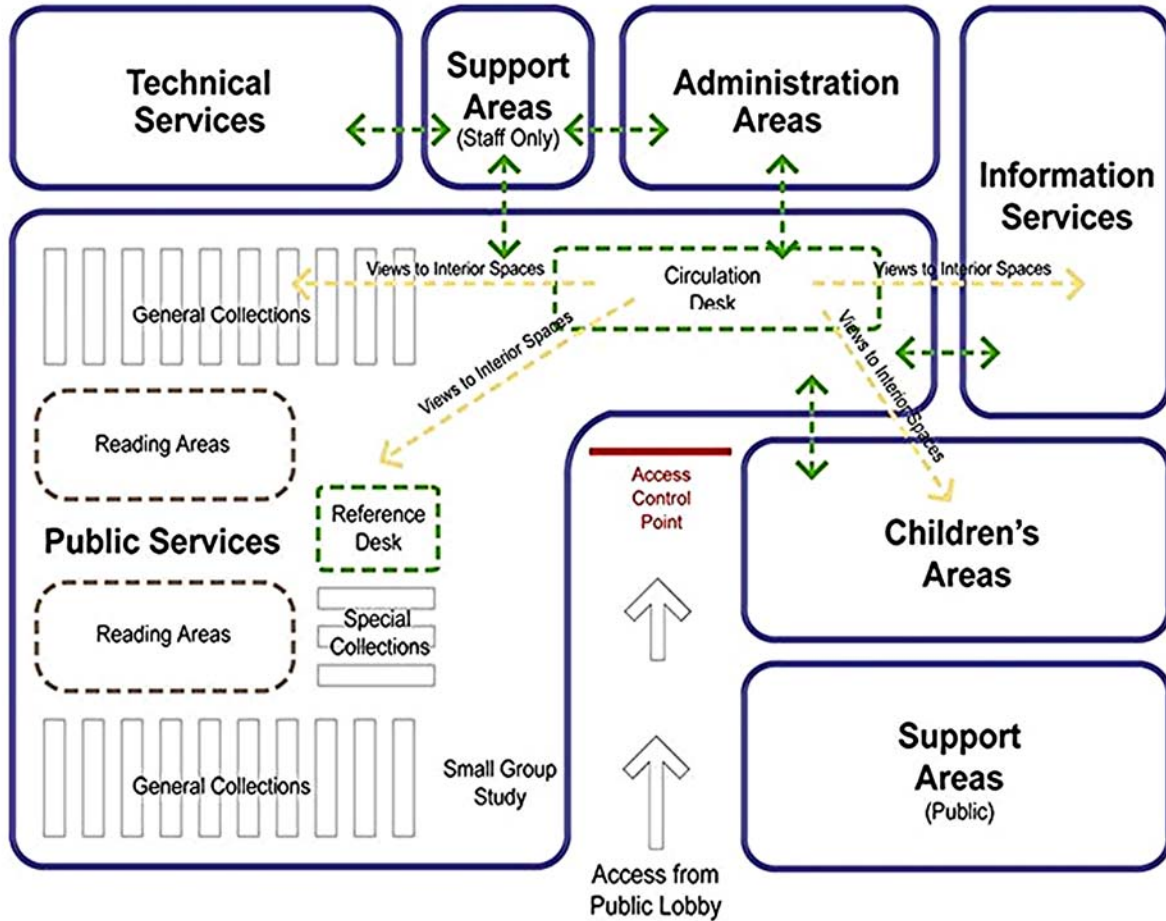 Technical
Services
Support
Areas
(Staff Only)
Administration
Areas
Information
Services
Views to Interior Spaces
Circulation
Desk
Views to Interior Spaces
General Collections
Views to Interior Spaces
Views to Interior Spaces
Reading Areas
Access
Control
Point
Reference
Desk
Public Services
Children's
Areas
Reading Areas
Special
Collections
General Collections
Small Group
Study
Support
Areas
(Public)
Access from
Public Lobby